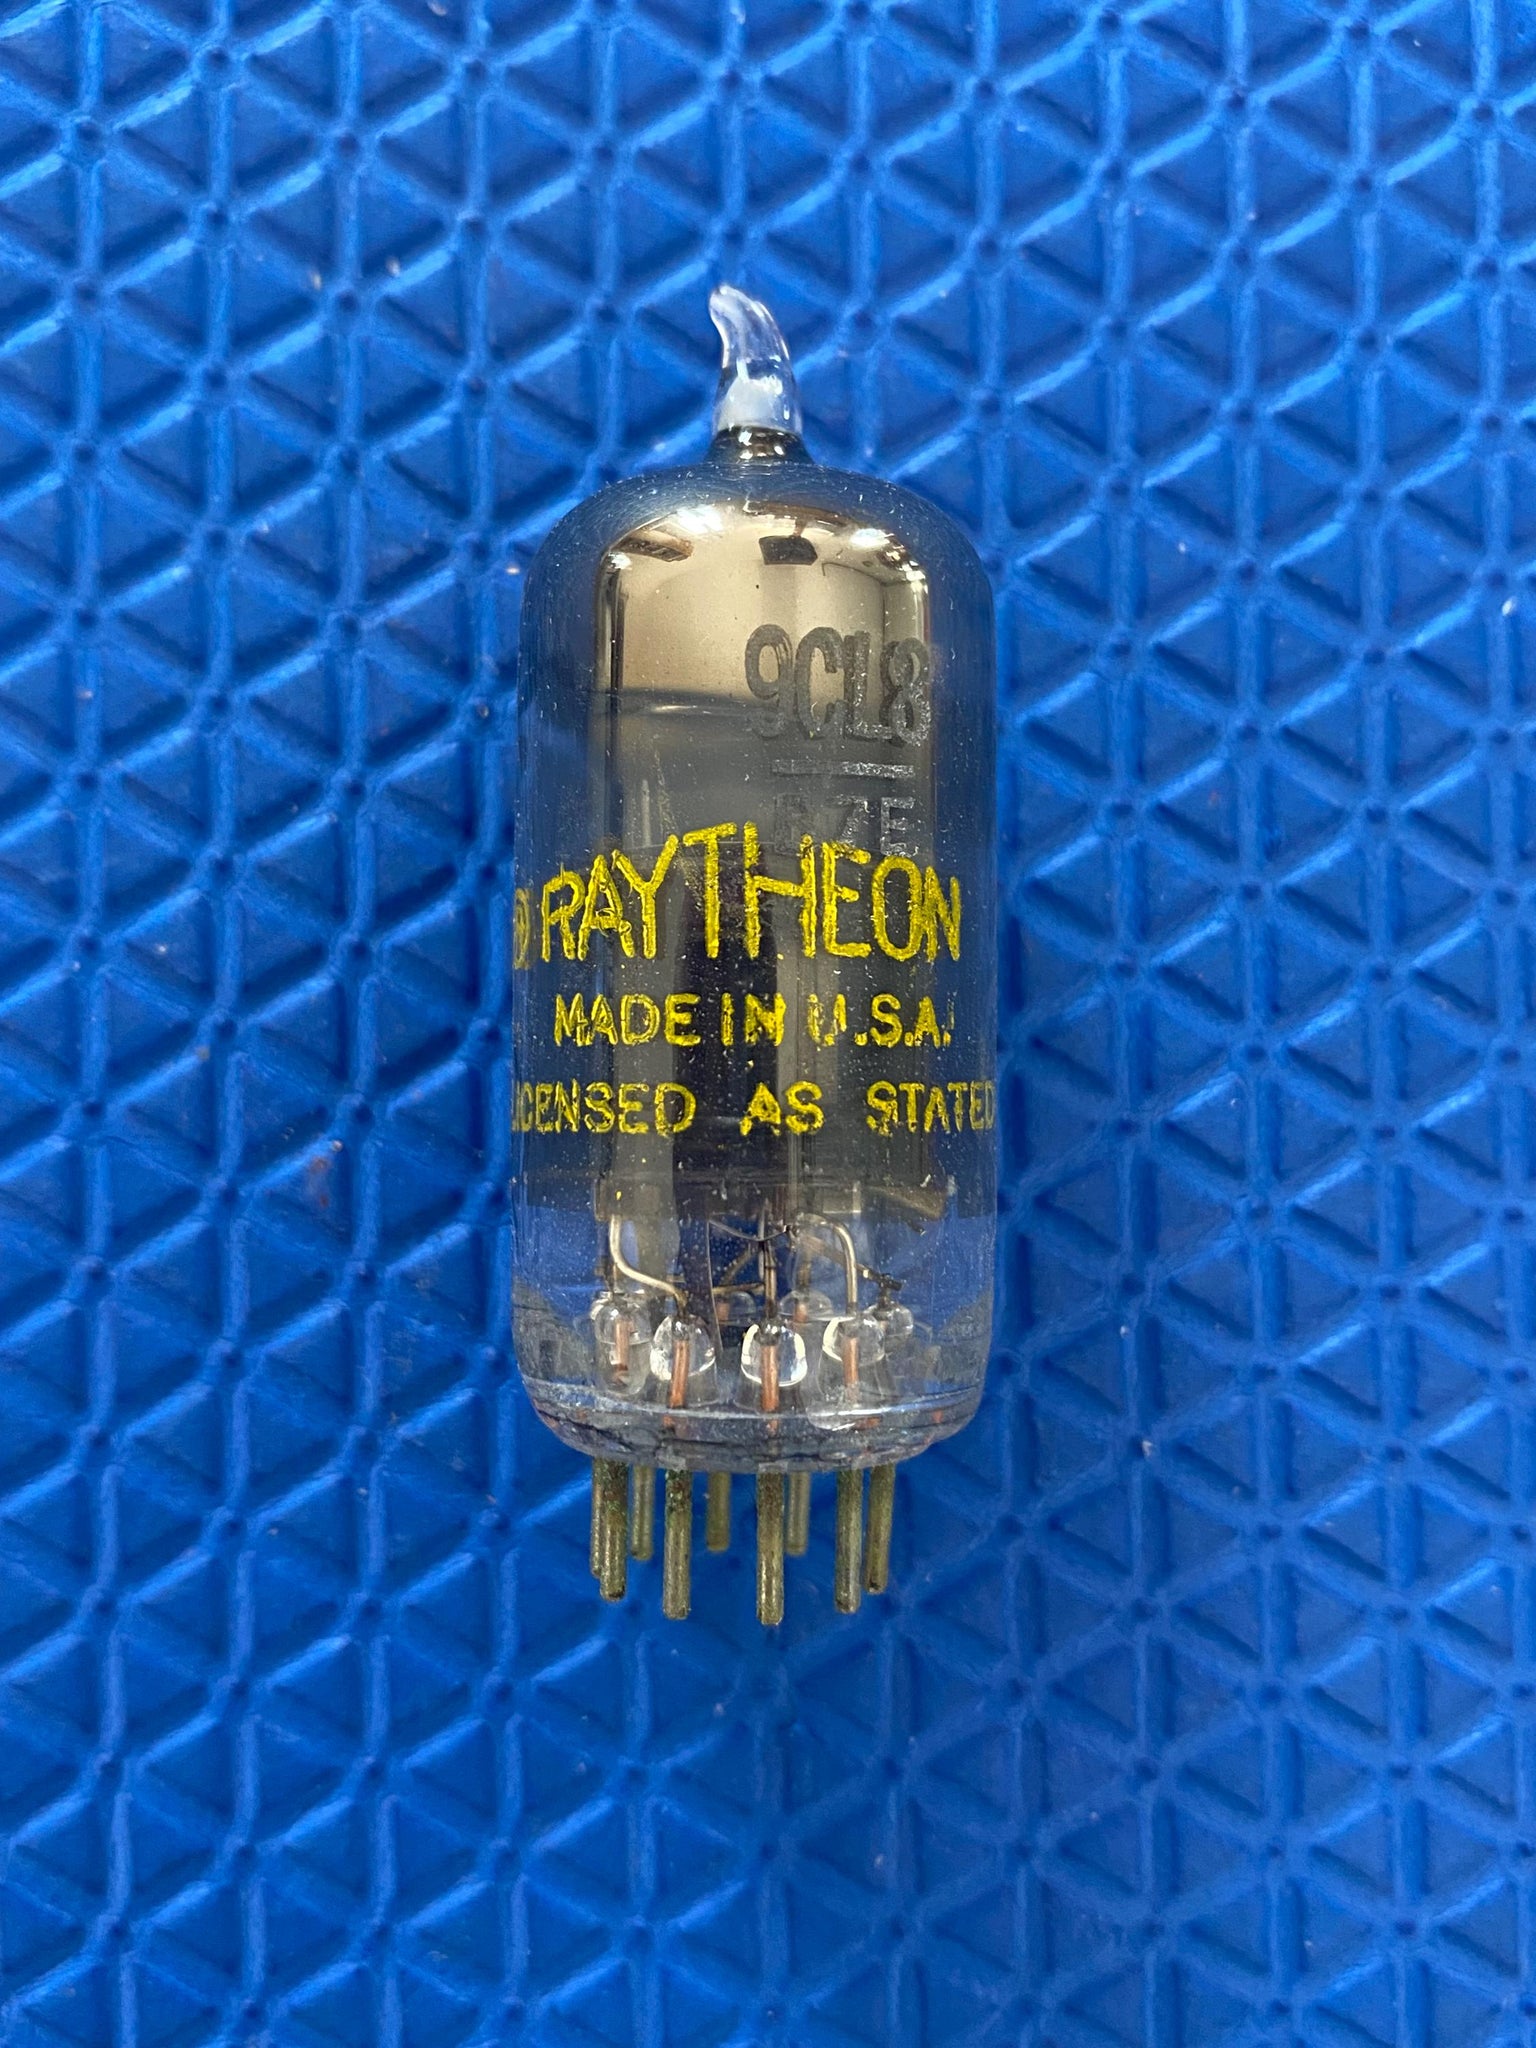 9CL8
RAYTHEON
MADE IN U.S.A.
LICENSED AS STATED